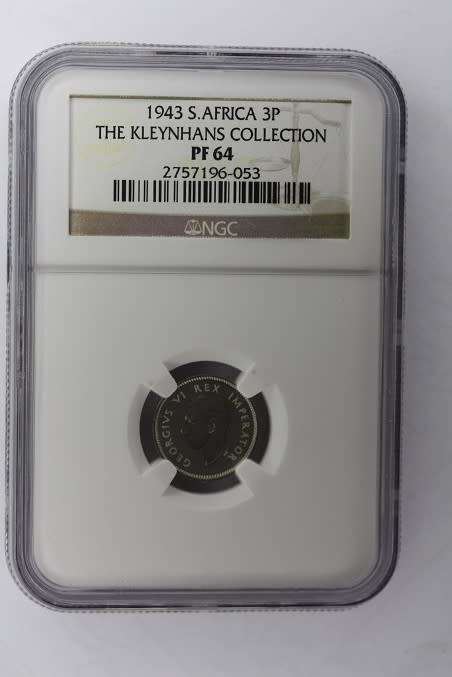 1943 S.AFRICA 3P
THE KLEYNHANS COLLECTION
PF 64
2757196-053
NGC
GEORGIVS VI REX IMPERATOR